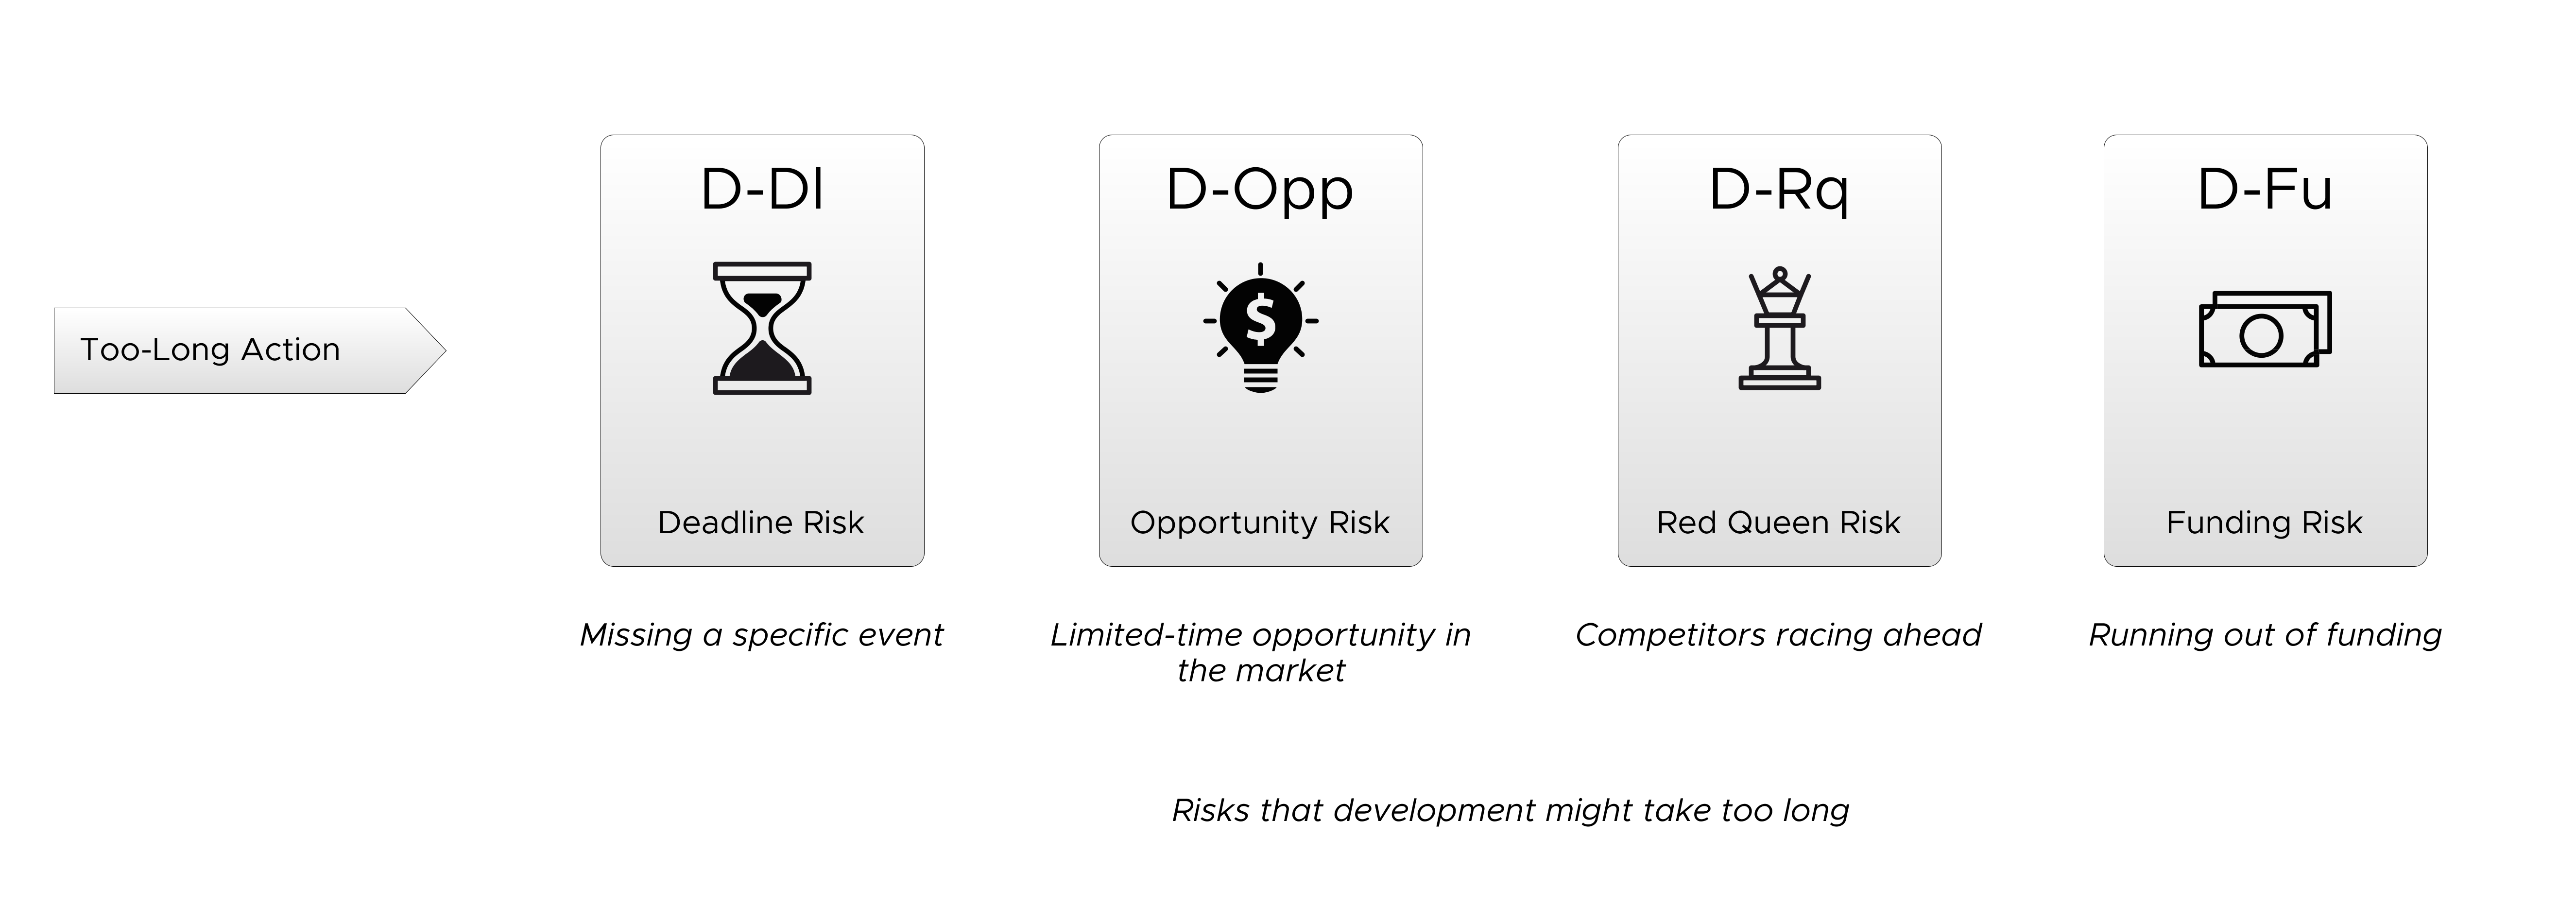 Too-Long Action
D-Dl
$
Deadline Risk
Missing a specific event
D-Opp
Opportunity Risk
Limited-time opportunity in
the market
D-Rq
Red Queen Risk
Competitors racing ahead
D-Fu
Funding Risk
Running out of funding
Risks that development might take too long